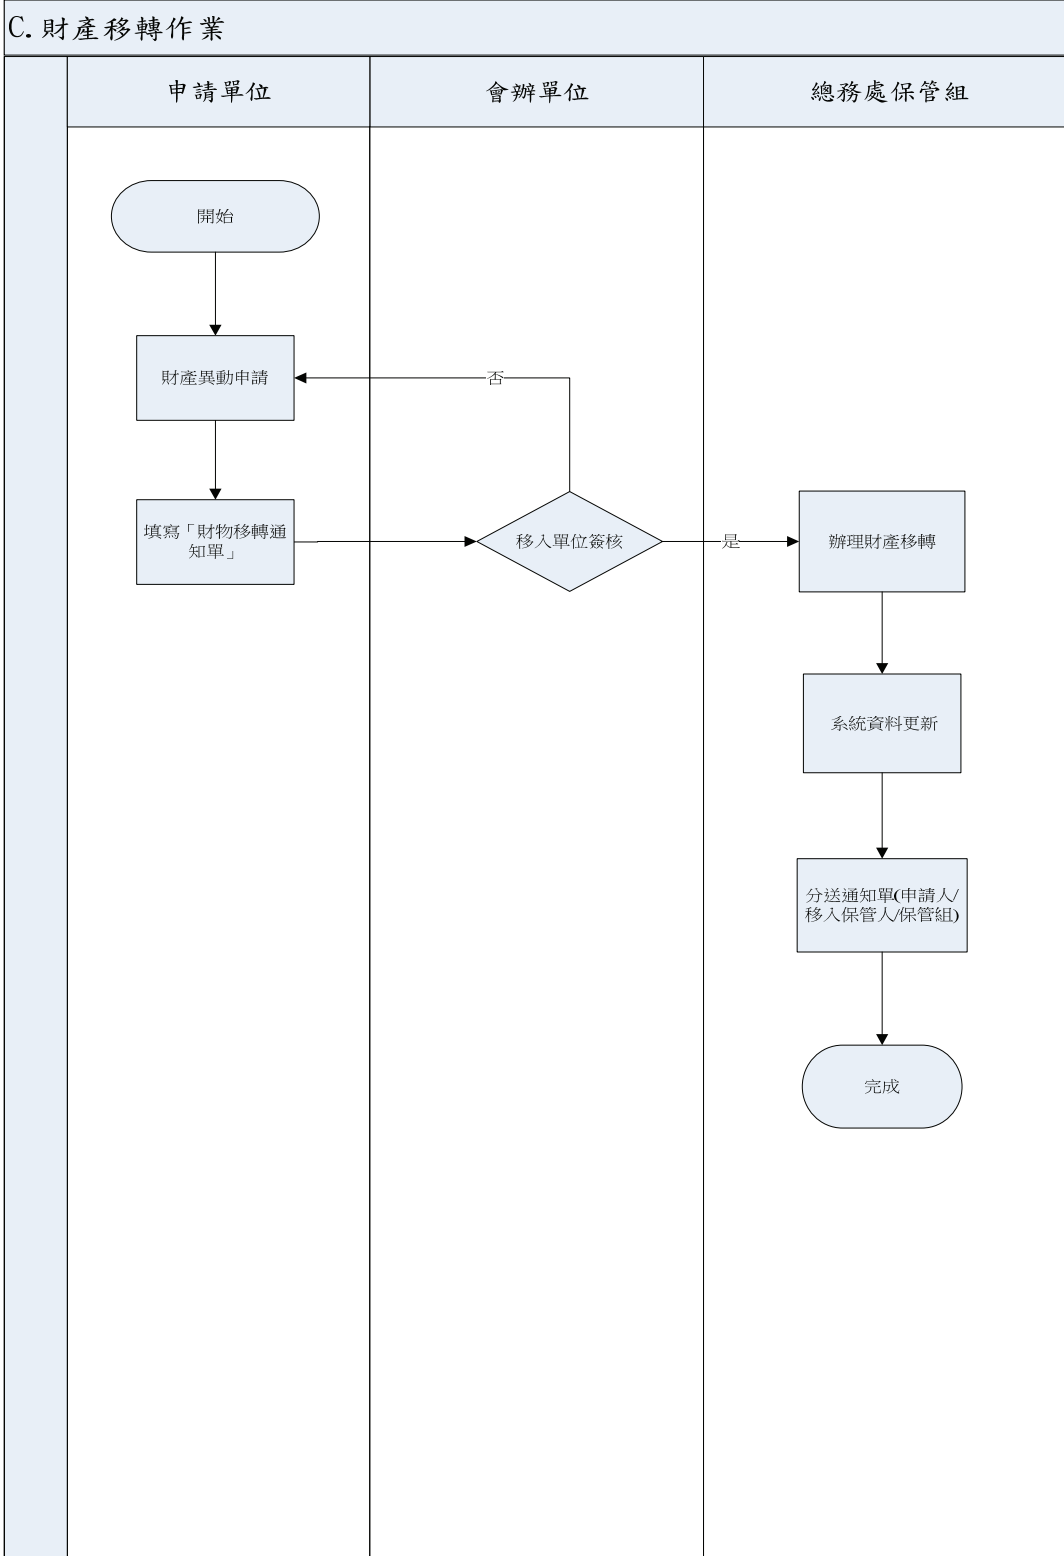 C. 財產移轉作業
申請單位
會辦單位
總務處保管組
開始
財產異動申請
否
填寫「財物移轉通
知單」
移入單位簽核
是
辦理財產移轉
系統資料更新
分送通知單(申請人/
移入保管人/保管組)
完成